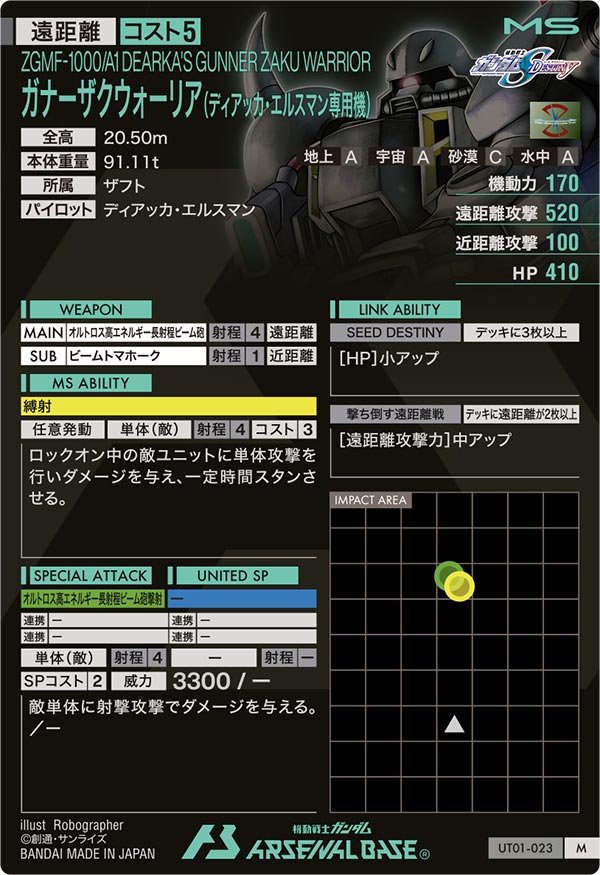 遠距離 コスト5 MS
ZGMF-1000/A1 DEARKA'S GUNNER ZAKU WARRIOR
機動戦士ガンダムSEED DESTINY
ガナーザクウォーリア(ディアッカ・エルスマン専用機)
全高 20.50m
本体重量 91.11t
所属 ザフト
パイロット ディアッカ・エルスマン
地上 A 宇宙 A 砂漠 C 水中 A
機動力 170
遠距離攻撃 520
近距離攻撃 100
HP 410
WEAPON
MAIN オルトロス高エネルギー長射程ビーム砲 射程 4 遠距離
SUB ビームトマホーク 射程 1 近距離
MS ABILITY
縛射
任意発動 単体(敵) 射程 4 コスト 3
ロックオン中の敵ユニットに単体攻撃を
行いダメージを与え、一定時間スタンさ
せる。
LINK ABILITY
SEED DESTINY デッキに3枚以上
[HP]小アップ
撃ち倒す遠距離戦 デッキに遠距離が2枚以上
[遠距離攻撃力]中アップ
IMPACT AREA
SPECIAL ATTACK UNITED SP
オルトロス高エネルギー長射程ビーム砲撃射 ー
連携 ー 連携 ー
連携 ー 連携 ー
単体(敵) 射程 4 ー 射程 ー
SPコスト 2 威力 3300 / ー
敵単体に射撃攻撃でダメージを与える。
/ー
illust Robographer
©創通・サンライズ
BANDAI MADE IN JAPAN
機動戦士ガンダム
ARSENAL BASE®
UT01-023 M